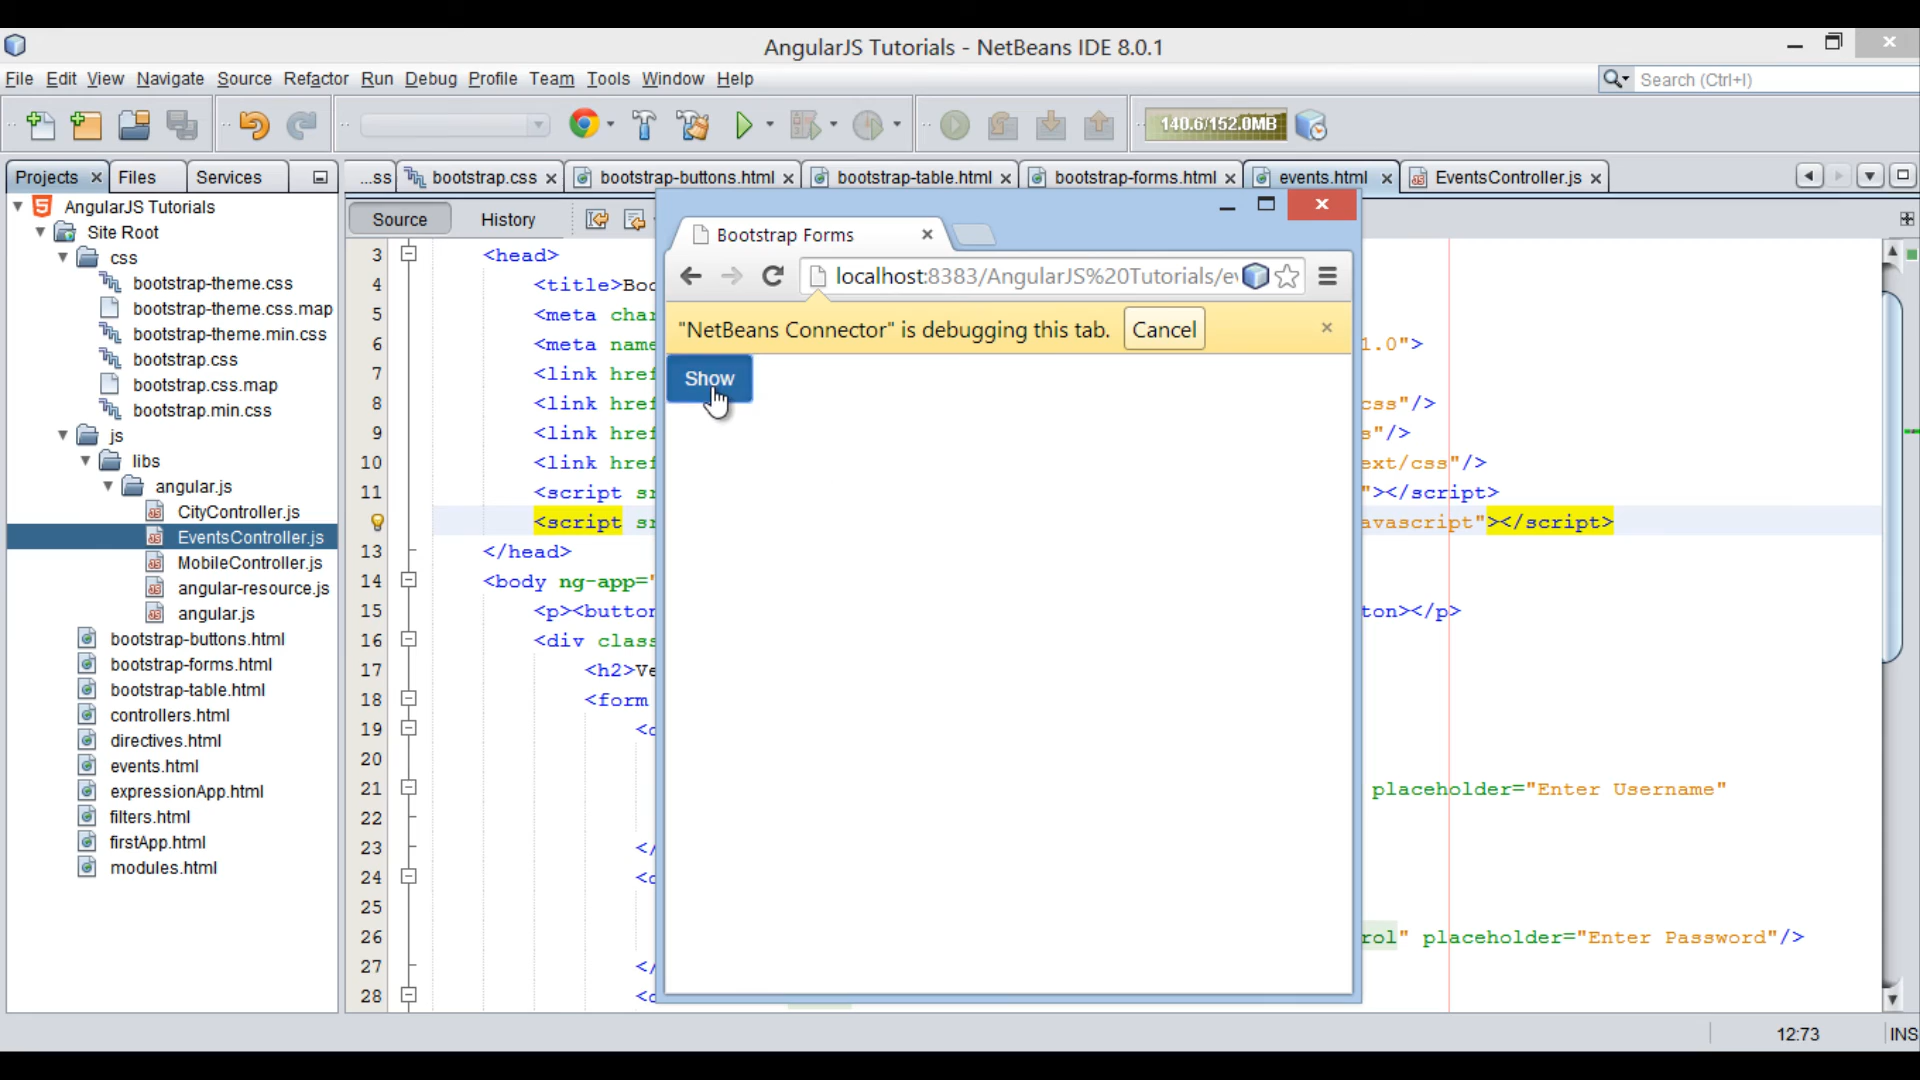 AngularJS Tutorials - NetBeans IDE 8.0.1
File Edit View Navigate Source Refactor Run Debug Profile Team Tools Window Help
Search (Ctrl+I)
140.6/152.0MB
Projects Files Services
...ss bootstrap.css bootstrap-buttons.html bootstrap-table.html bootstrap-forms.html events.html EventsController.js
AngularJS Tutorials
Site Root
css
bootstrap-theme.css
bootstrap-theme.css.map
bootstrap-theme.min.css
bootstrap.css
bootstrap.css.map
bootstrap.min.css
js
libs
angular.js
CityController.js
EventsController.js
MobileController.js
angular-resource.js
angular.js
bootstrap-buttons.html
bootstrap-forms.html
bootstrap-table.html
controllers.html
directives.html
events.html
expressionApp.html
filters.html
firstApp.html
modules.html
Source History
3 <head>
4 <title>Boo
5 <meta char
6 <meta name 1.0">
7 <link href
8 <link href css"/>
9 <link href s"/>
10 <link href ext/css"/>
11 <script sr "></script>
<script sr avascript"></script>
13 </head>
14 <body ng-app="
15 <p><button ton></p>
16 <div class
17 <h2>Ve
18 <form
19 <d
20
21 placeholder="Enter Username"
22
23 </
24 <d
25
26 rol" placeholder="Enter Password"/>
27 </
28 <d
Bootstrap Forms
localhost:8383/AngularJS%20Tutorials/ev
"NetBeans Connector" is debugging this tab. Cancel
Show
12:73 INS